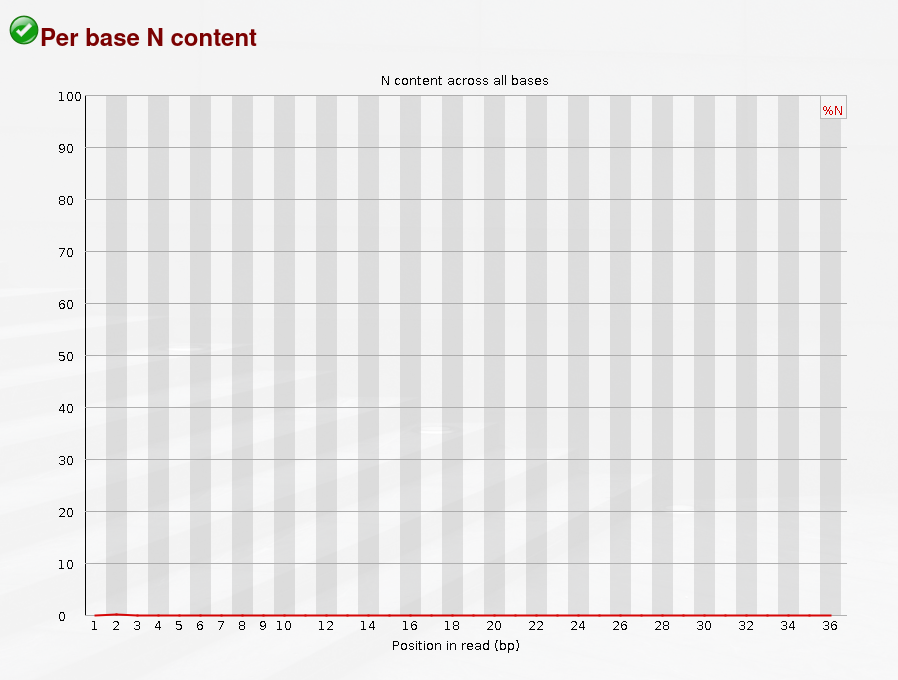 Per base N content
N content across all bases
%N
100
90
80
70
60
50
40
30
20
10
0
1 2 3 4 5 6 7 8 9 10 12 14 16 18 20 22 24 26 28 30 32 34 36
Position in read (bp)